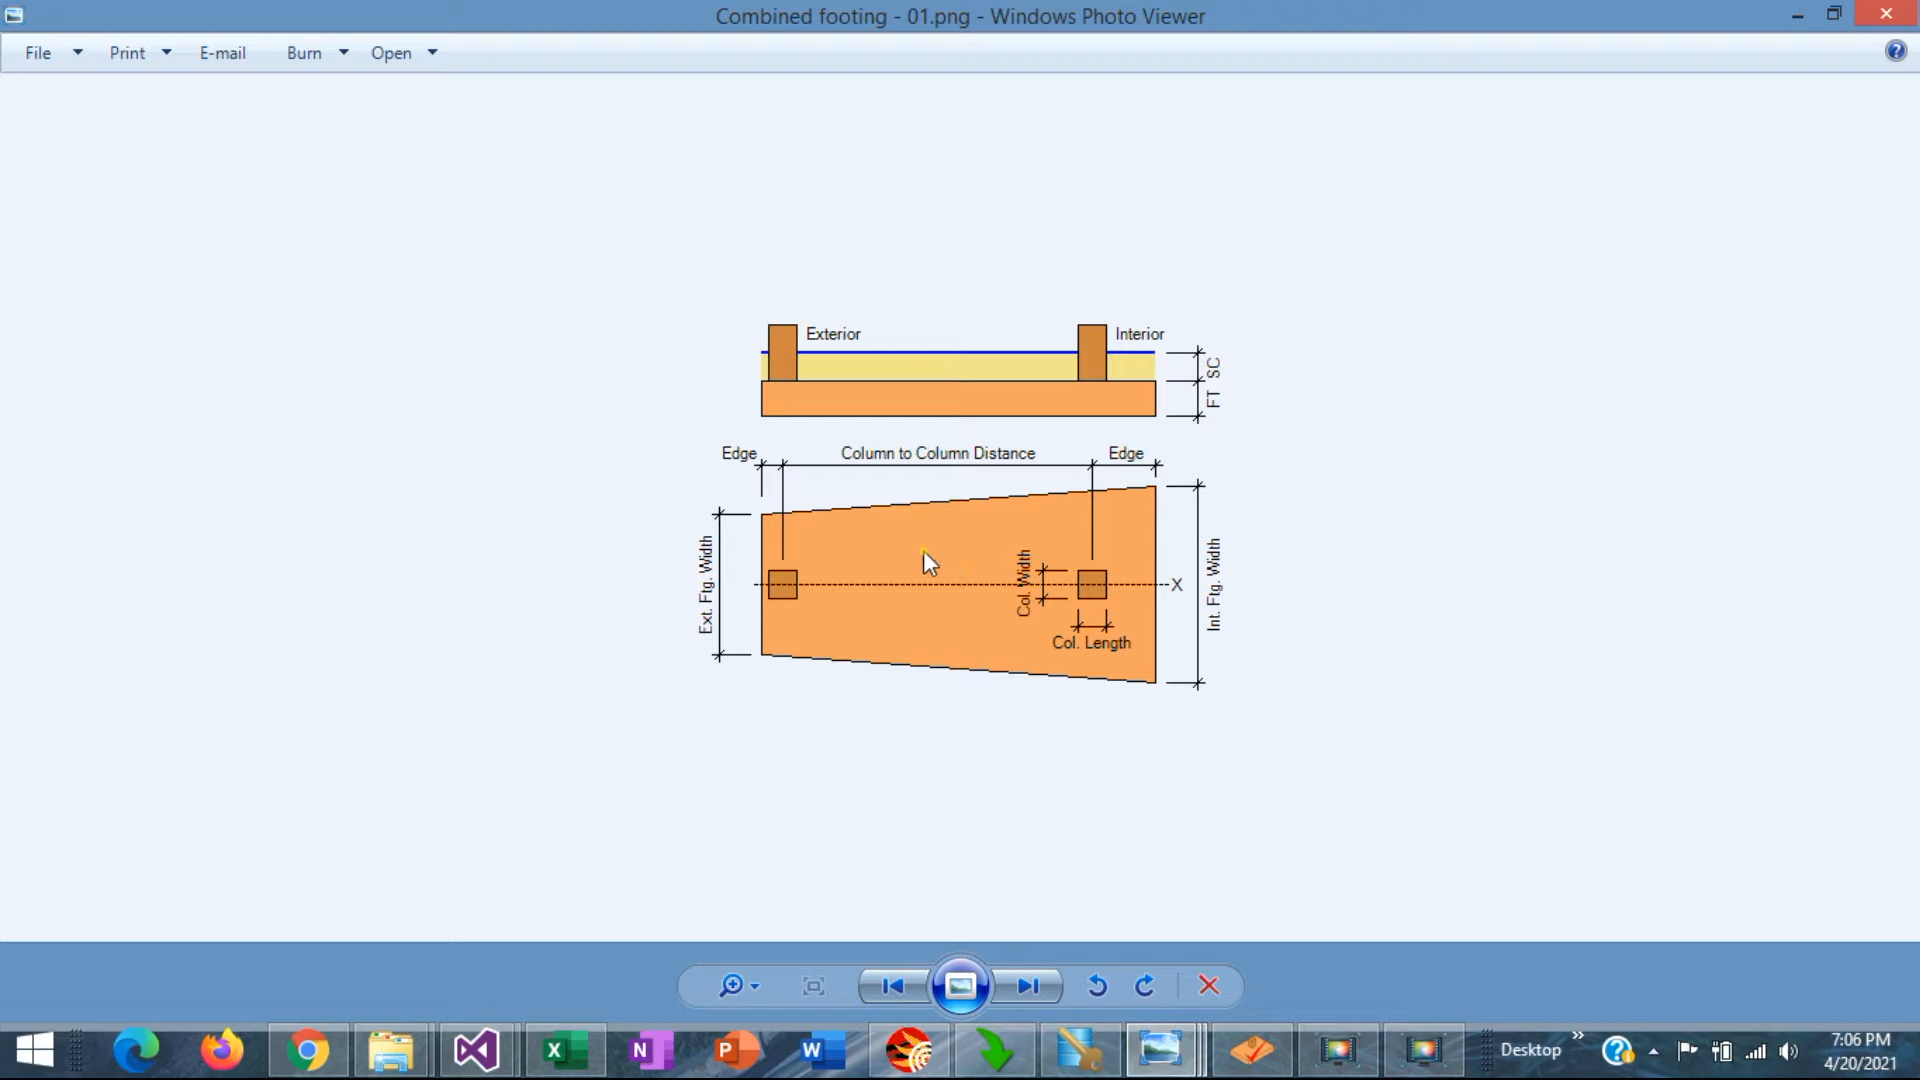 Combined footing - 01.png - Windows Photo Viewer
File Print E-mail Burn Open
Exterior Interior
SC
FT
Edge Column to Column Distance Edge
Ext. Ftg. Width
Col. Width
X
Int. Ftg. Width
Col. Length
X N P W
Desktop
7:06 PM
4/20/2021